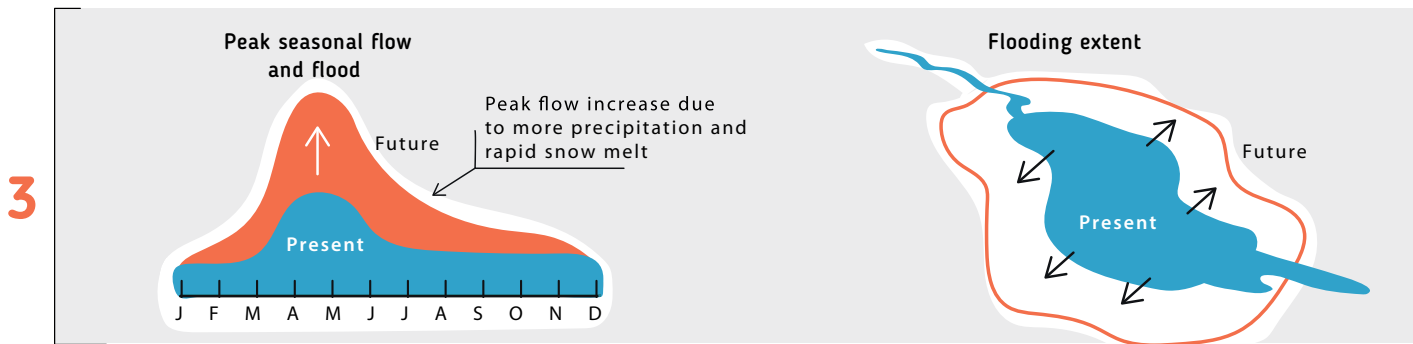 3
Peak seasonal flow
and flood
Peak flow increase due
to more precipitation and
rapid snow melt
Future
Present
J F M A M J J A S O N D
Flooding extent
Future
Present